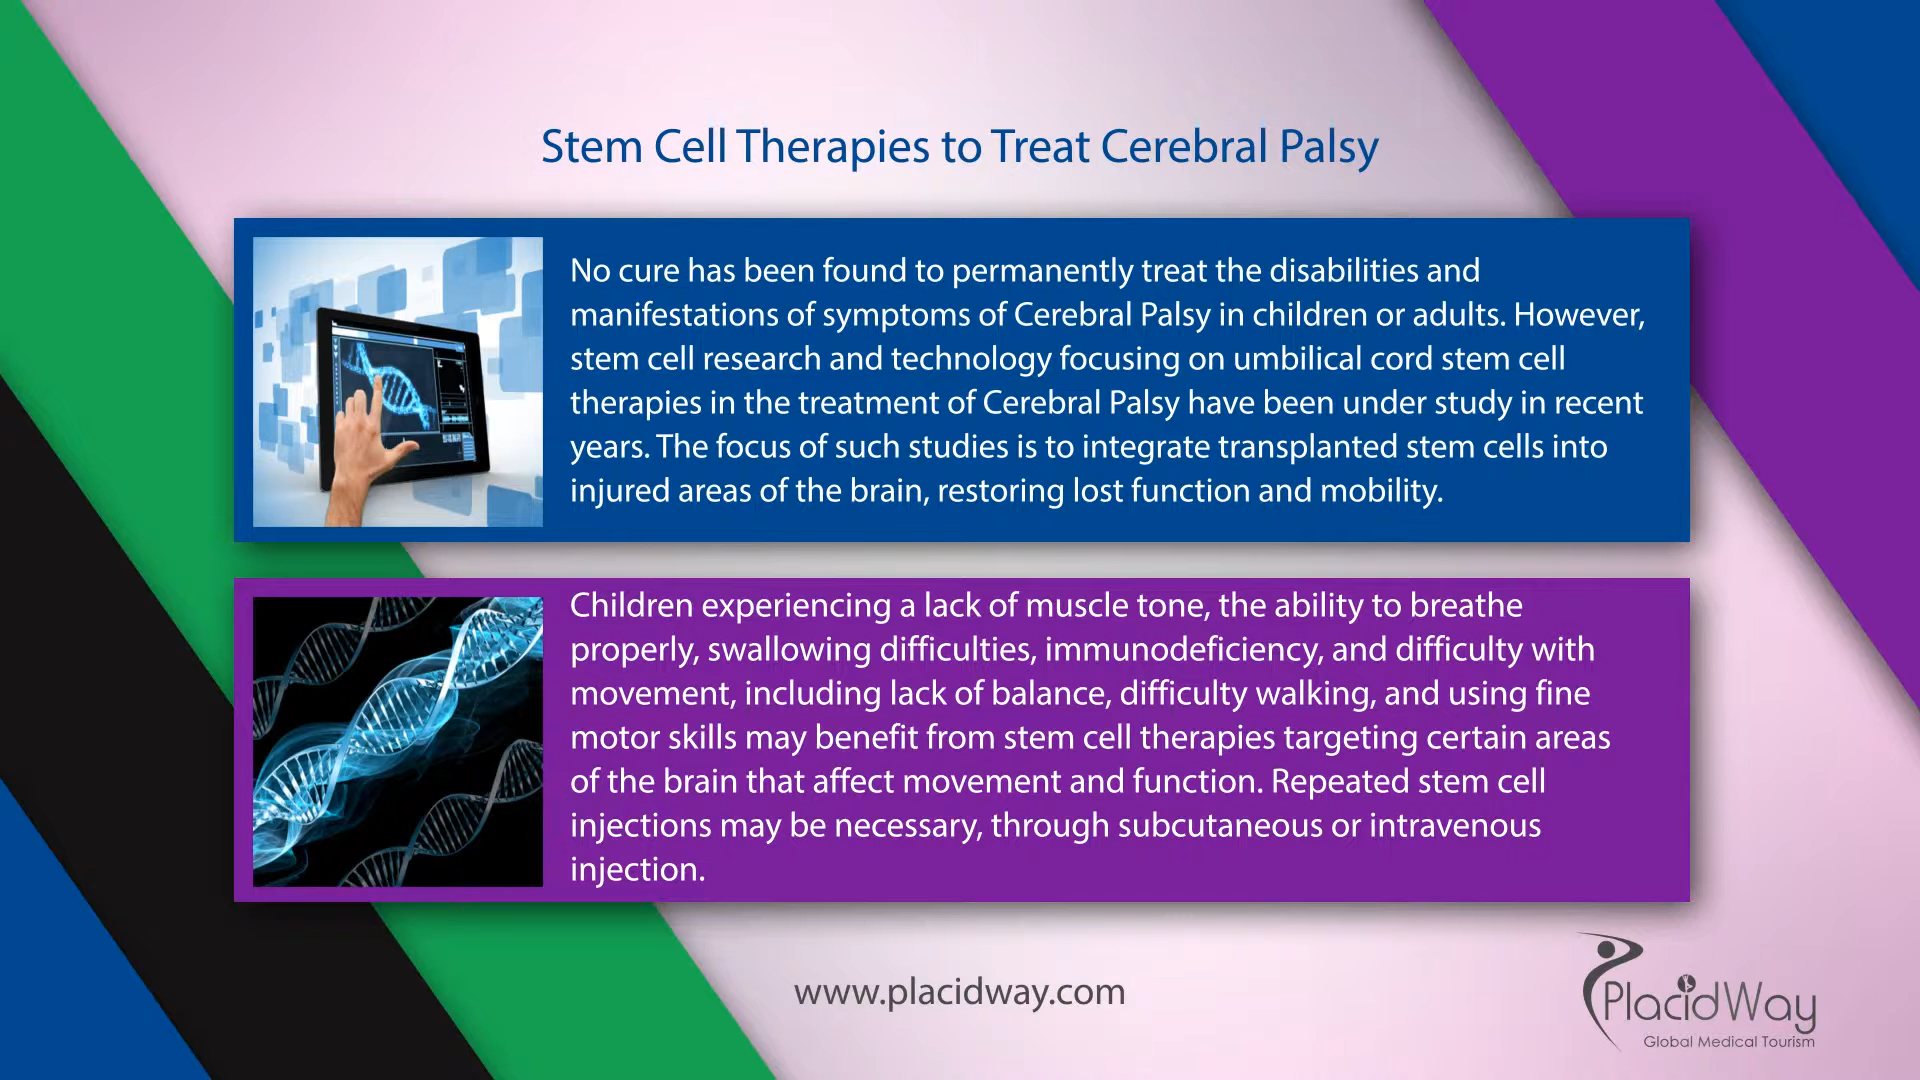 Stem Cell Therapies to Treat Cerebral Palsy
No cure has been found to permanently treat the disabilities and
manifestations of symptoms of Cerebral Palsy in children or adults. However,
stem cell research and technology focusing on umbilical cord stem cell
therapies in the treatment of Cerebral Palsy have been under study in recent
years. The focus of such studies is to integrate transplanted stem cells into
injured areas of the brain, restoring lost function and mobility.
Children experiencing a lack of muscle tone, the ability to breathe
properly, swallowing difficulties, immunodeficiency, and difficulty with
movement, including lack of balance, difficulty walking, and using fine
motor skills may benefit from stem cell therapies targeting certain areas
of the brain that affect movement and function. Repeated stem cell
injections may be necessary, through subcutaneous or intravenous
injection.
www.placidway.com
PlacidWay
Global Medical Tourism